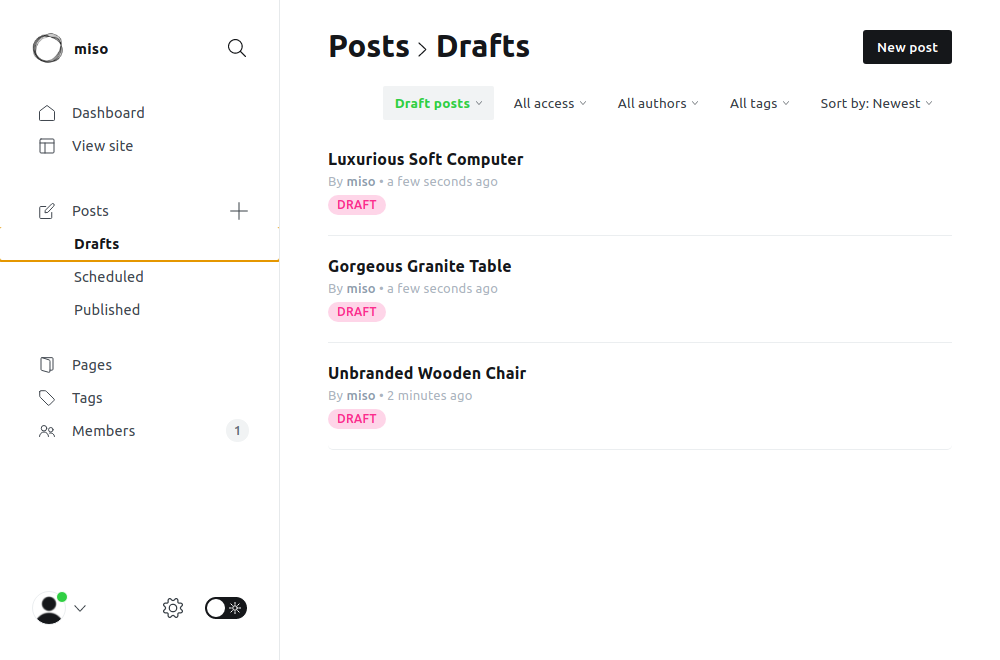 miso
Dashboard
View site
Posts
Drafts
Scheduled
Published
Pages
Tags
Members 1
Posts > Drafts
New post
Draft posts All access All authors All tags Sort by: Newest
Luxurious Soft Computer
By miso • a few seconds ago
DRAFT
Gorgeous Granite Table
By miso • a few seconds ago
DRAFT
Unbranded Wooden Chair
By miso • 2 minutes ago
DRAFT